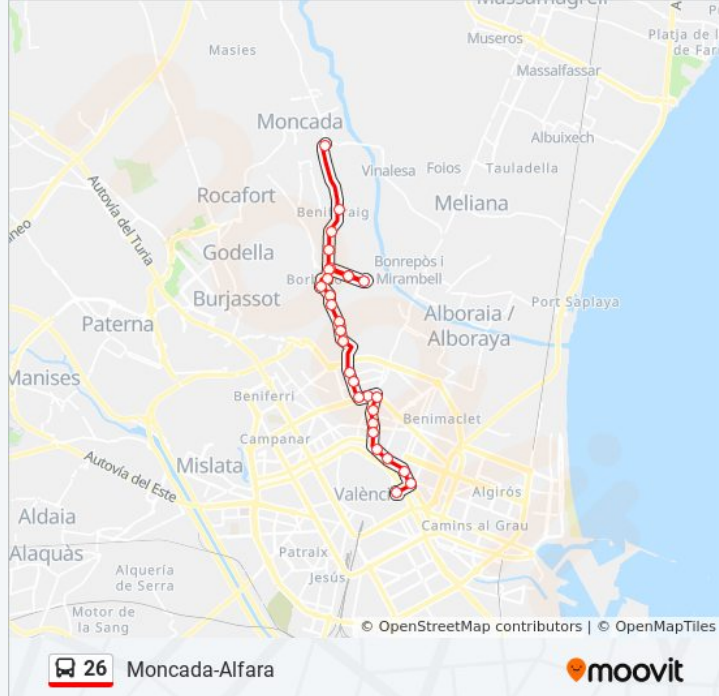 Massamagrell
Museros
Platja de l
de Far
Masies
Massalfassar
Moncada
Albuixech
Vinalesa
Foios
Tauladella
Rocafort
Meliana
Autovía del Turia
Godella
Bonrepòs i
Mirambell
Burjassot
Port Saplaya
Alboraia /
Alboraya
Paterna
Manises
Beniferri
Benimaclet
Campanar
Mislata
Autovía del Este
València
Algirós
Aldaia
Camins al Grau
Alaquàs
Patraix
Alquería
de Serra
Jesús
Motor de
la Sang
© OpenStreetMap contributors | © OpenMapTiles
26 Moncada-Alfara
moovit